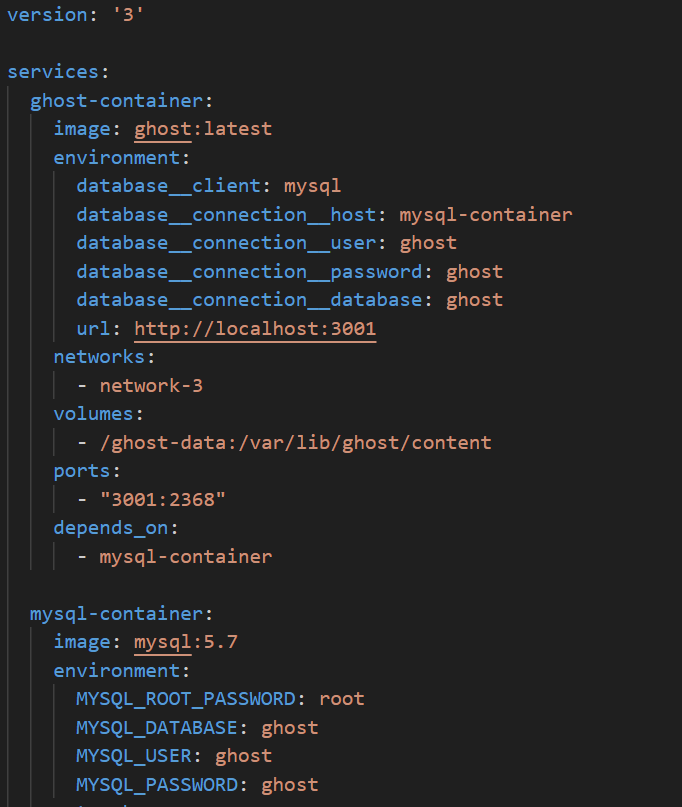 version: '3'
services:
ghost-container:
image: ghost:latest
environment:
database__client: mysql
database__connection__host: mysql-container
database__connection__user: ghost
database__connection__password: ghost
database__connection__database: ghost
url: http://localhost:3001
networks:
- network-3
volumes:
- /ghost-data:/var/lib/ghost/content
ports:
- "3001:2368"
depends_on:
- mysql-container
mysql-container:
image: mysql:5.7
environment:
MYSQL_ROOT_PASSWORD: root
MYSQL_DATABASE: ghost
MYSQL_USER: ghost
MYSQL_PASSWORD: ghost